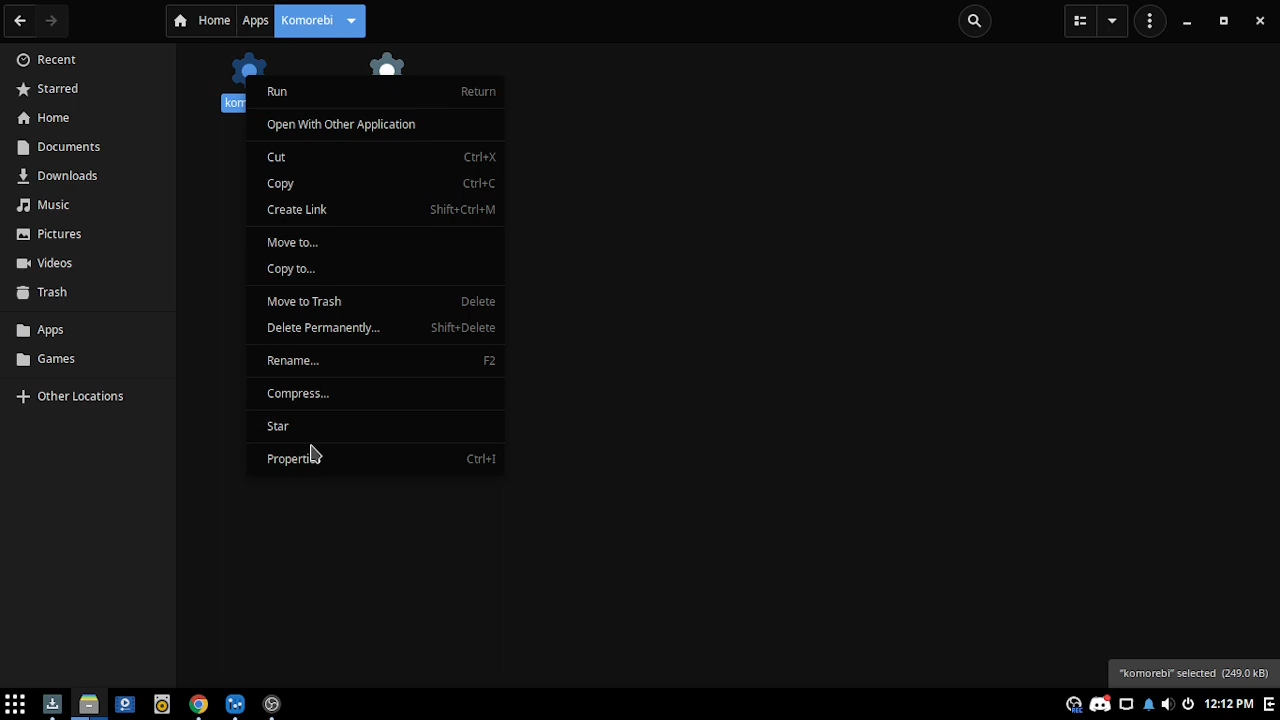 Home Apps Komorebi
Recent
Starred
Home
Documents
Downloads
Music
Pictures
Videos
Trash
Apps
Games
Other Locations
Run Return
Open With Other Application
Cut Ctrl+X
Copy Ctrl+C
Create Link Shift+Ctrl+M
Move to...
Copy to...
Move to Trash Delete
Delete Permanently... Shift+Delete
Rename... F2
Compress...
Star
Properties Ctrl+I
"komorebi" selected (249.0 kB)
REC
12:12 PM